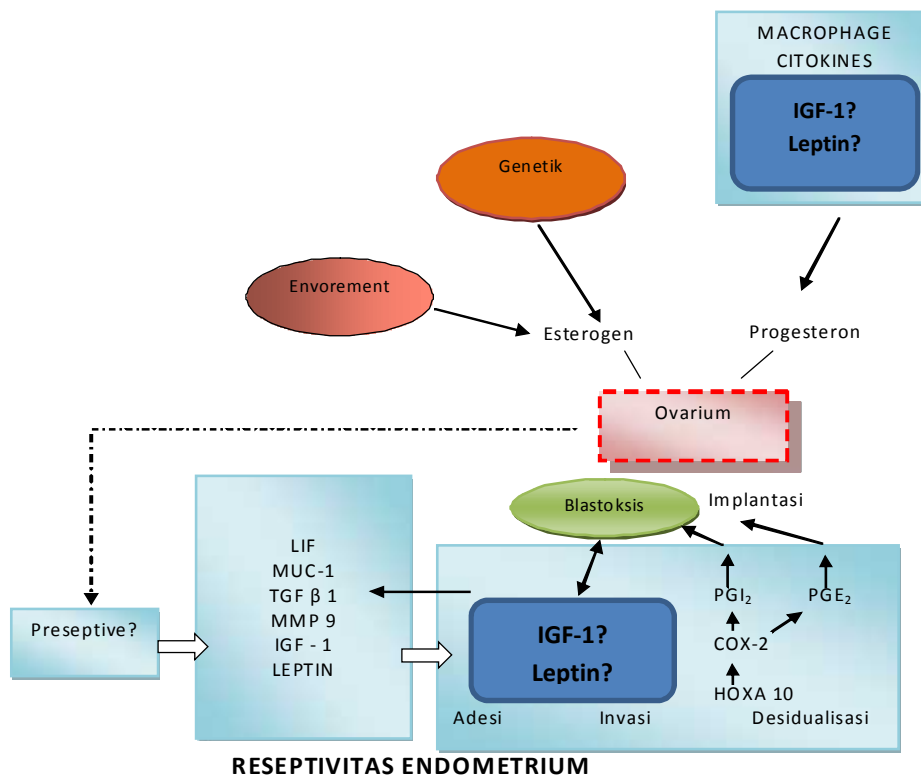 MACROPHAGE
CITOKINES
IGF-1?
Leptin?
Genetik
Envorement
Esterogen
Progesteron
Ovarium
Blastoksis
Implantasi
LIF
MUC-1
TGF β 1
MMP 9
IGF - 1
LEPTIN
Preseptive?
IGF-1?
Leptin?
PGI₂
PGE₂
COX-2
HOXA 10
Adesi
Invasi
Desidualisasi
RESEPTIVITAS ENDOMETRIUM